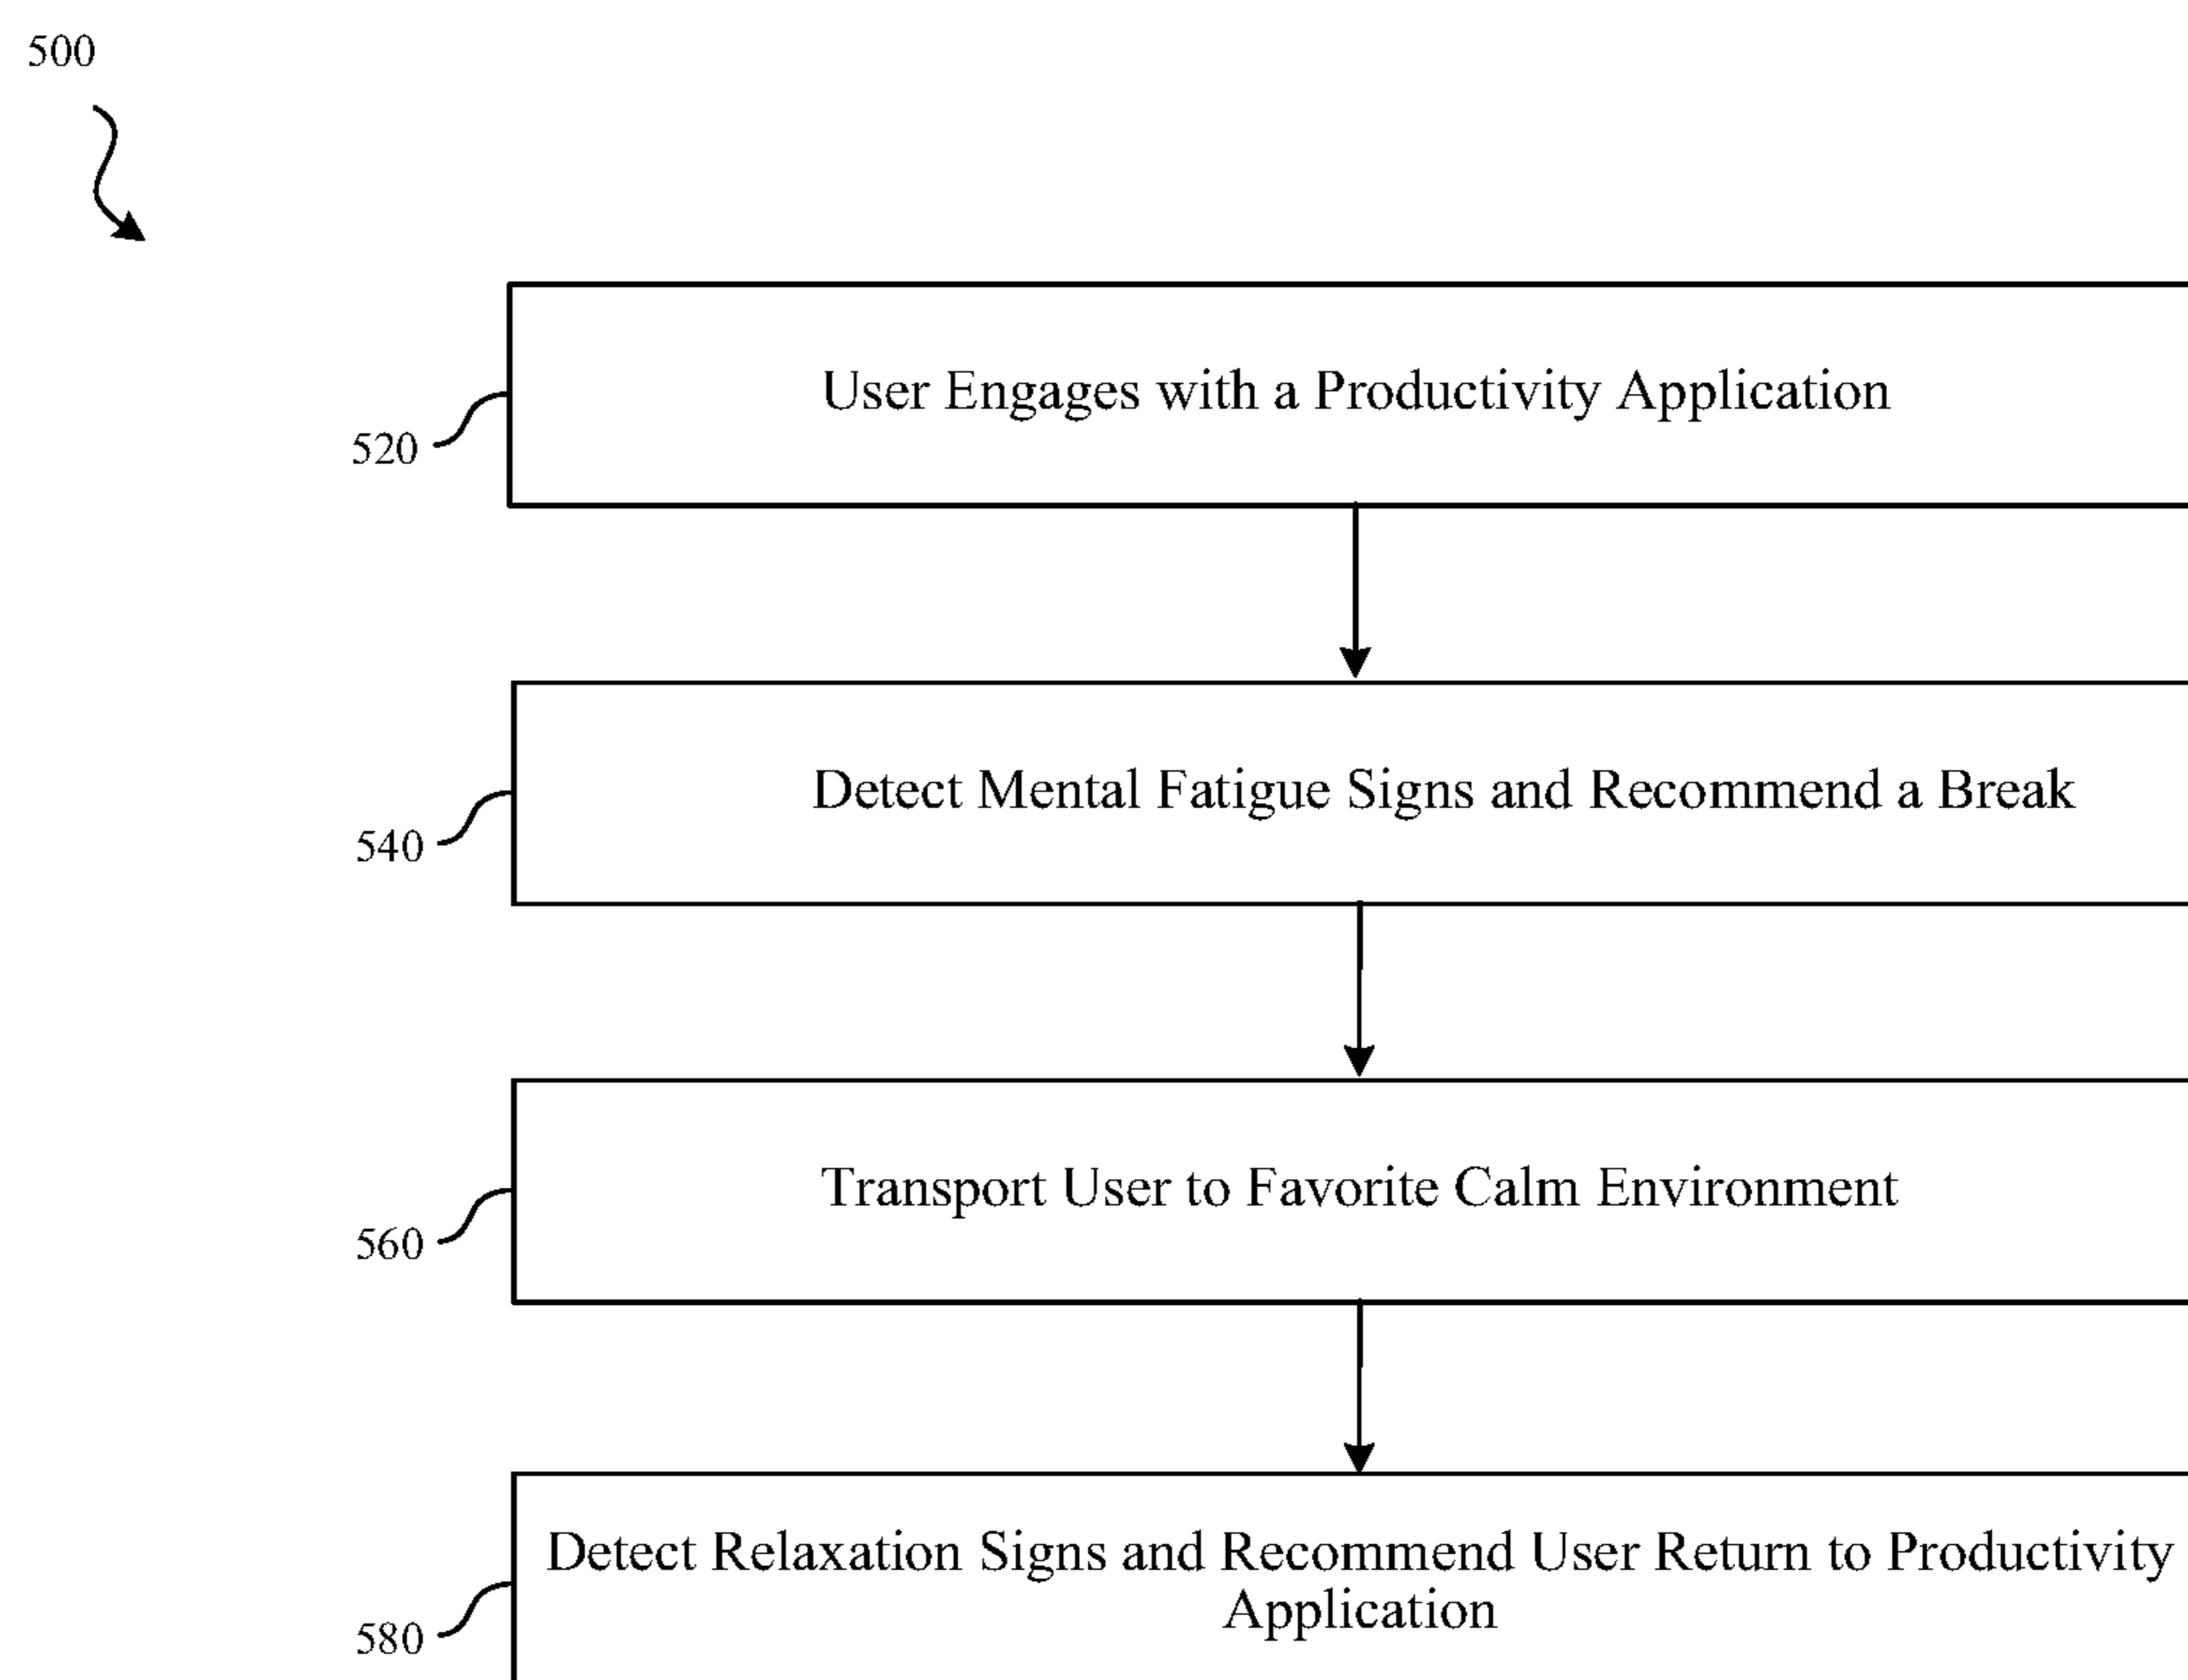 500
User Engages with a Productivity Application
520
Detect Mental Fatigue Signs and Recommend a Break
540
Transport User to Favorite Calm Environment
560
Detect Relaxation Signs and Recommend User Return to Productivity
Application
580